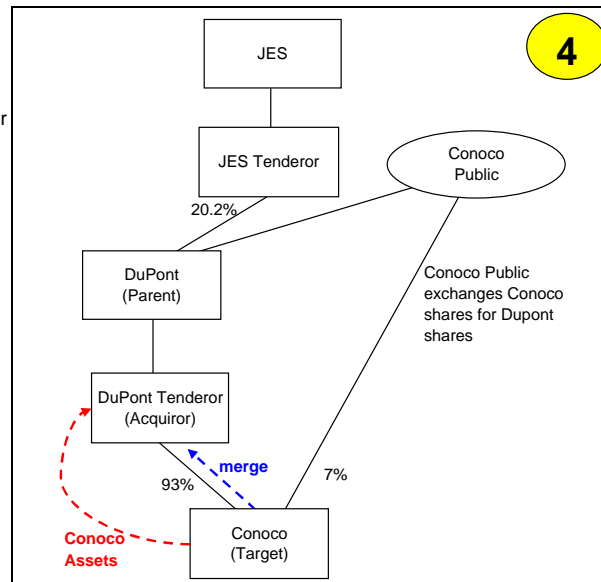 4
JES
r
JES Tenderor
Conoco
Public
20.2%
DuPont
(Parent)
Conoco Public
exchanges Conoco
shares for Dupont
shares
DuPont Tenderor
(Acquiror)
merge
93%
7%
Conoco
Assets
Conoco
(Target)